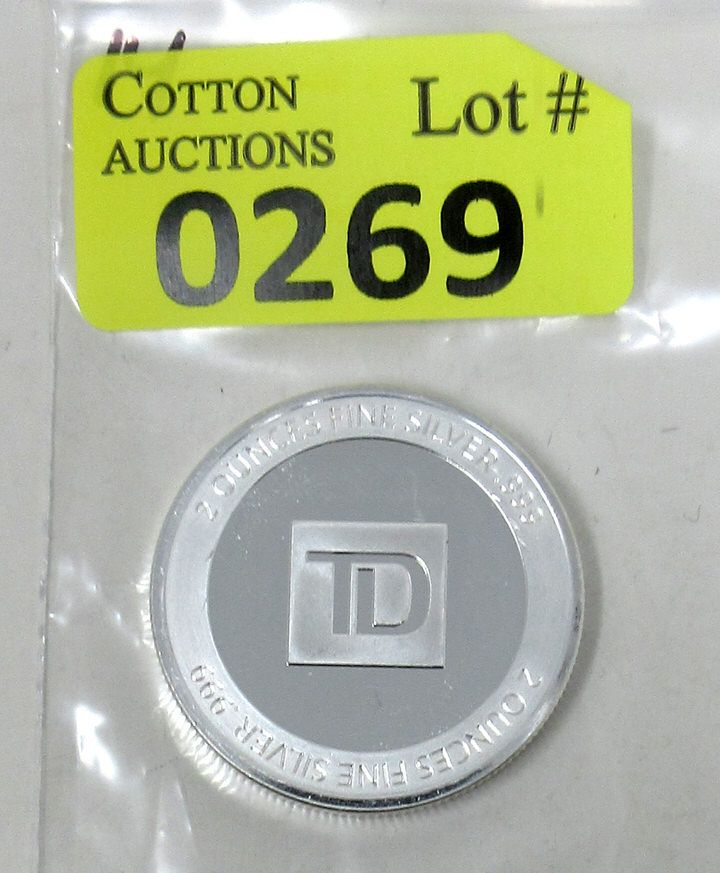 COTTON
AUCTIONS
Lot #
0269
2 OUNCES FINE SILVER .999
TD
2 OUNCES FINE SILVER .999